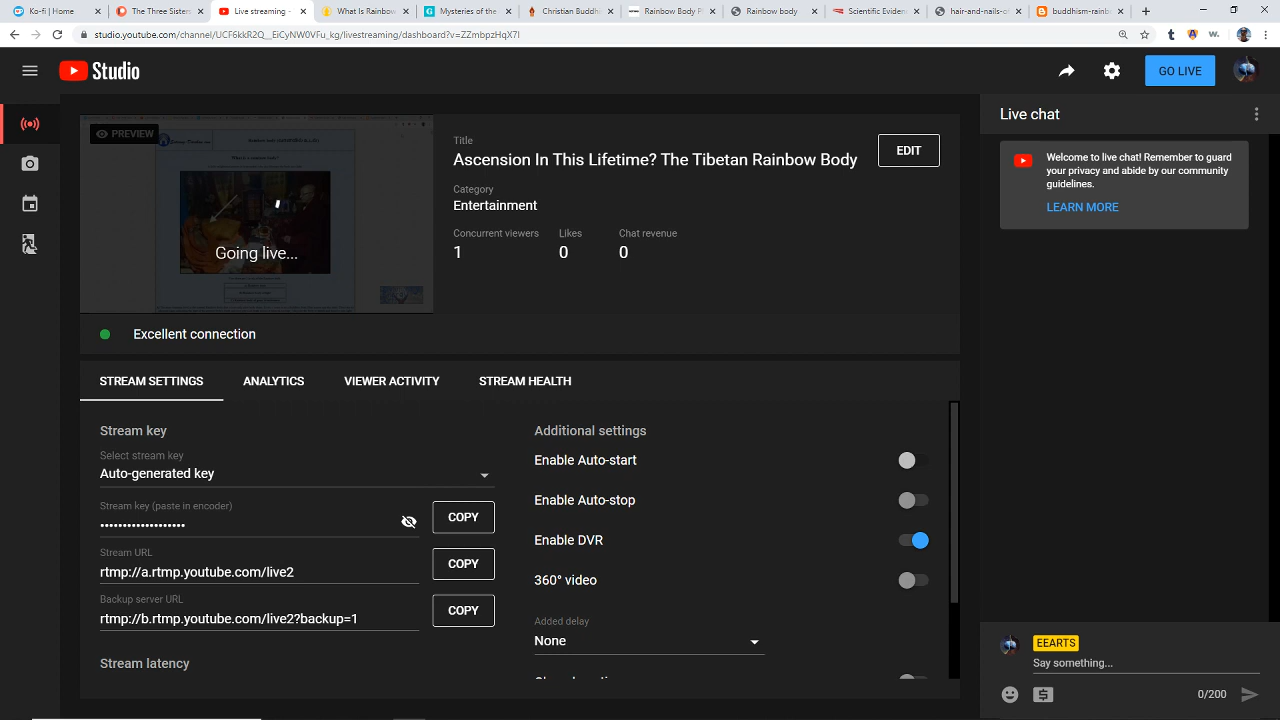 Ko-fi | Home
The Three Sisters
Live streaming -
What Is Rainbow
Mysteries of the
Christian Buddh
Rainbow Body P
Rainbow body
Scientific Eviden
hair-and-nails-of
buddhism-rainb
studio.youtube.com/channel/UCF6kkR2Q__EiCyNW0VFu_kg/livestreaming/dashboard?v=ZZmbpzHqX7I
Studio
GO LIVE
PREVIEW
Going live...
Title
Ascension In This Lifetime? The Tibetan Rainbow Body
EDIT
Category
Entertainment
Concurrent viewers
Likes
Chat revenue
1
0
0
Excellent connection
STREAM SETTINGS
ANALYTICS
VIEWER ACTIVITY
STREAM HEALTH
Stream key
Select stream key
Auto-generated key
Stream key (paste in encoder)
•••••••••••••••••••
COPY
Stream URL
rtmp://a.rtmp.youtube.com/live2
COPY
Backup server URL
rtmp://b.rtmp.youtube.com/live2?backup=1
COPY
Stream latency
Additional settings
Enable Auto-start
Enable Auto-stop
Enable DVR
360° video
Added delay
None
Live chat
Welcome to live chat! Remember to guard
your privacy and abide by our community
guidelines.
LEARN MORE
EEARTS
Say something...
0/200